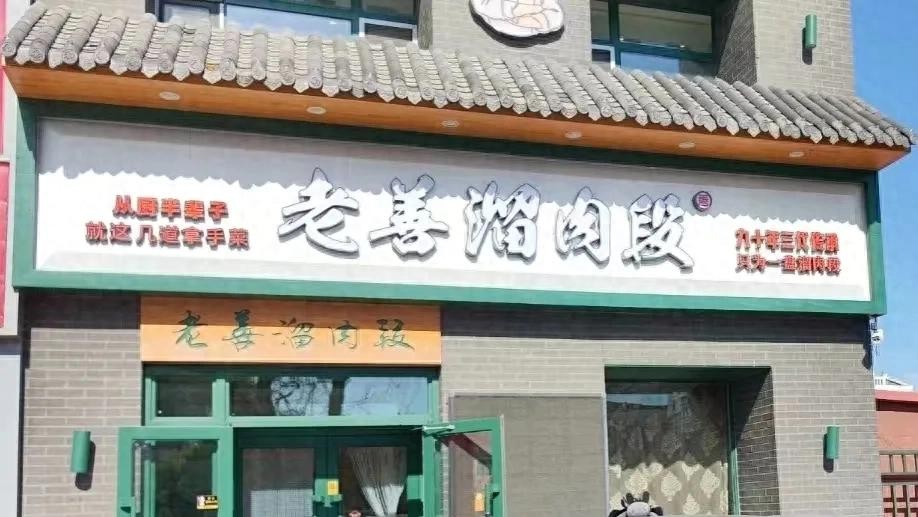 从厨半辈子
就这几道拿手菜
老善溜肉段
九十年三代传承
只为一盘溜肉段
老善溜肉段